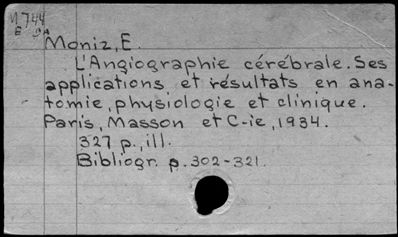 M744
Moniz, E.
L'Angiographie cérébrale. Ses
applications et résultats en ana-
tomie, physiologie et clinique.
Paris, Masson et C-ie, 1934.
327 p., ill.
Bibliogr. p. 302-321.